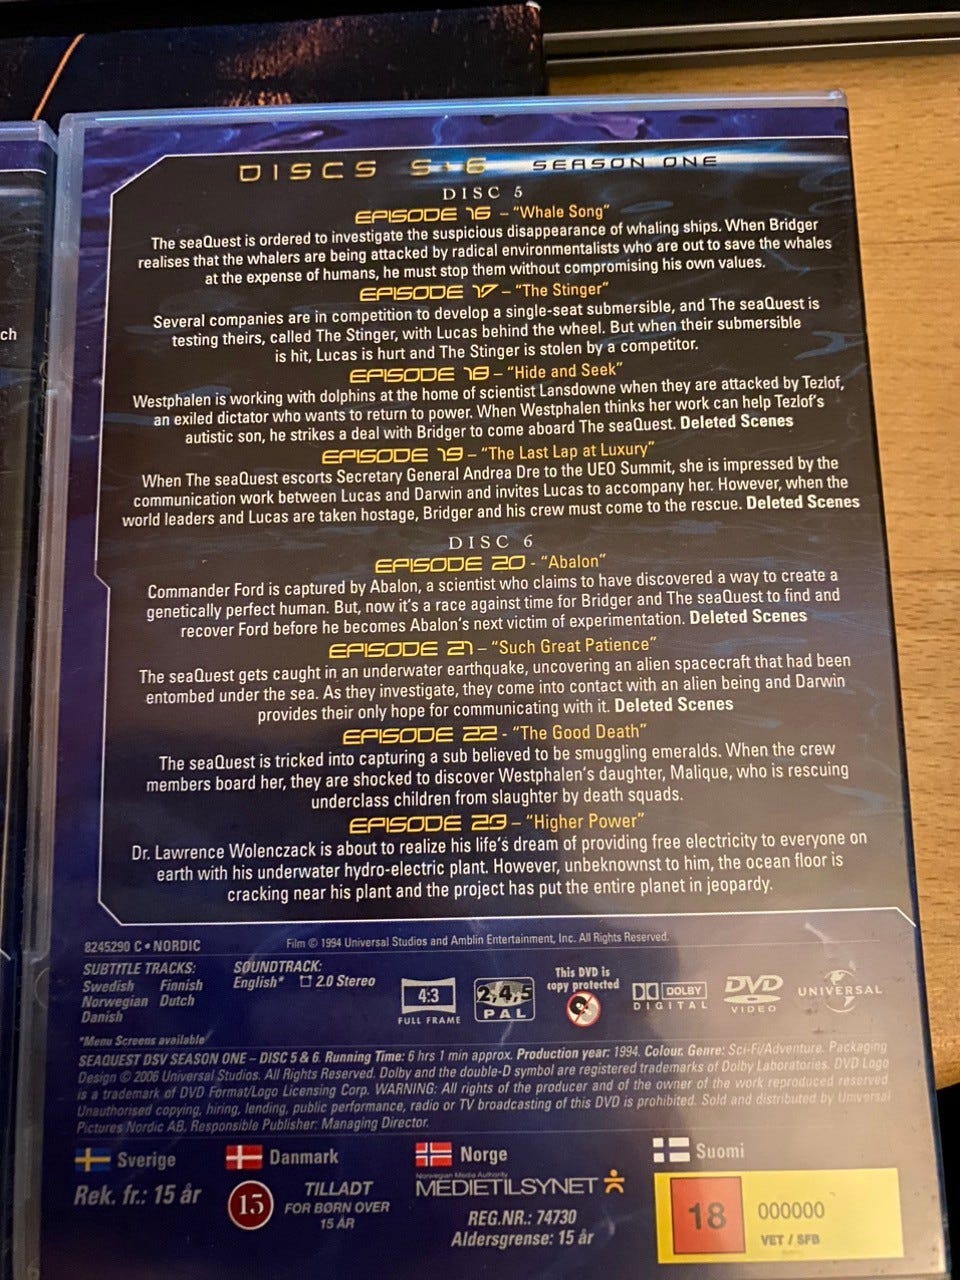 ch
DISCS 5·6 SEASON ONE
DISC 5
EPISODE 16 – "Whale Song"
The seaQuest is ordered to investigate the suspicious disappearance of whaling ships. When Bridger
realises that the whalers are being attacked by radical environmentalists who are out to save the whales
at the expense of humans, he must stop them without compromising his own values.
EPISODE 17 – "The Stinger"
Several companies are in competition to develop a single-seat submersible, and The seaQuest is
testing theirs, called The Stinger, with Lucas behind the wheel. But when their submersible
is hit, Lucas is hurt and The Stinger is stolen by a competitor.
EPISODE 18 – "Hide and Seek"
Westphalen is working with dolphins at the home of scientist Lansdowne when they are attacked by Tezlof,
an exiled dictator who wants to return to power. When Westphalen thinks her work can help Tezlof's
autistic son, he strikes a deal with Bridger to come aboard The seaQuest. Deleted Scenes
EPISODE 19 – "The Last Lap at Luxury"
When The seaQuest escorts Secretary General Andrea Dre to the UEO Summit, she is impressed by the
communication work between Lucas and Darwin and invites Lucas to accompany her. However, when the
world leaders and Lucas are taken hostage, Bridger and his crew must come to the rescue. Deleted Scenes
DISC 6
EPISODE 20 - "Abalon"
Commander Ford is captured by Abalon, a scientist who claims to have discovered a way to create a
genetically perfect human. But, now it's a race against time for Bridger and The seaQuest to find and
recover Ford before he becomes Abalon's next victim of experimentation. Deleted Scenes
EPISODE 21 – "Such Great Patience"
The seaQuest gets caught in an underwater earthquake, uncovering an alien spacecraft that had been
entombed under the sea. As they investigate, they come into contact with an alien being and Darwin
provides their only hope for communicating with it. Deleted Scenes
EPISODE 22 - "The Good Death"
The seaQuest is tricked into capturing a sub believed to be smuggling emeralds. When the crew
members board her, they are shocked to discover Westphalen's daughter, Malique, who is rescuing
underclass children from slaughter by death squads.
EPISODE 23 – "Higher Power"
Dr. Lawrence Wolenczack is about to realize his life's dream of providing free electricity to everyone on
earth with his underwater hydro-electric plant. However, unbeknownst to him, the ocean floor is
cracking near his plant and the project has put the entire planet in jeopardy.
8245290 C • NORDIC
Film © 1994 Universal Studios and Amblin Entertainment, Inc. All Rights Reserved.
SUBTITLE TRACKS:
Swedish Finnish
Norwegian Dutch
Danish
SOUNDTRACK:
English* 2.0 Stereo
4:3
FULL FRAME
2,4,5
PAL
This DVD is
copy protected
DOLBY
DIGITAL
DVD
VIDEO
UNIVERSAL
*Menu Screens available
SEAQUEST DSV SEASON ONE – DISC 5 & 6. Running Time: 6 hrs 1 min approx. Production year: 1994. Colour. Genre: Sci-Fi/Adventure. Packaging
Design © 2006 Universal Studios. All Rights Reserved. Dolby and the double-D symbol are registered trademarks of Dolby Laboratories. DVD Logo
is a trademark of DVD Format/Logo Licensing Corp. WARNING: All rights of the producer and of the owner of the work reproduced reserved.
Unauthorised copying, hiring, lending, public performance, radio or TV broadcasting of this DVD is prohibited. Sold and distributed by Universal
Pictures Nordic AB, Responsible Publisher: Managing Director.
Sverige
Rek. fr.: 15 år
Danmark
15
TILLADT
FOR BØRN OVER
15 ÅR
Norge
Norwegian Media Authority
MEDIETILSYNET
REG.NR.: 74730
Aldersgrense: 15 år
Suomi
18
000000
VET / SFB